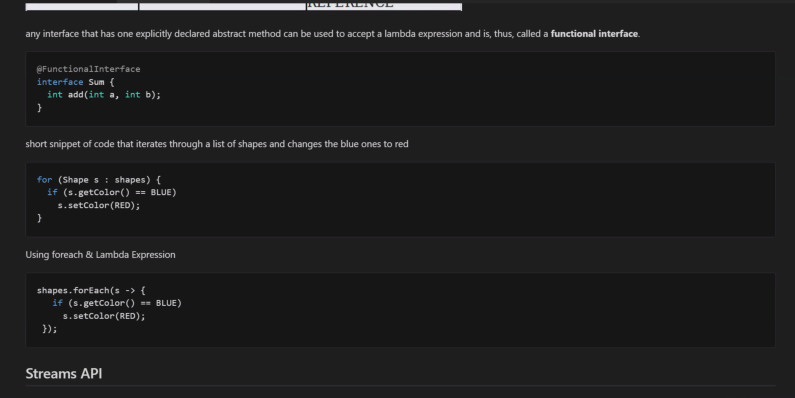 REFERENCE
any interface that has one explicitly declared abstract method can be used to accept a lambda expression and is, thus, called a functional interface.
@FunctionalInterface
interface Sum {
  int add(int a, int b);
}
short snippet of code that iterates through a list of shapes and changes the blue ones to red
for (Shape s : shapes) {
  if (s.getColor() == BLUE)
    s.setColor(RED);
}
Using foreach & Lambda Expression
shapes.forEach(s -> {
   if (s.getColor() == BLUE)
     s.setColor(RED);
 });
Streams API